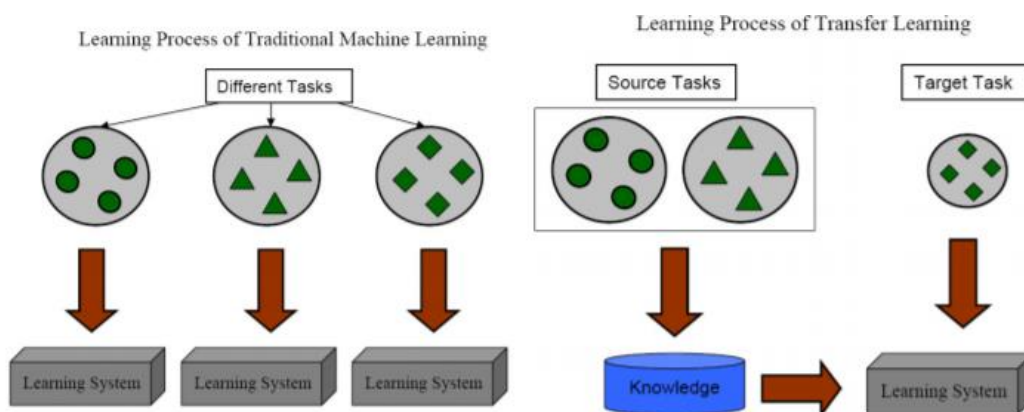 Learning Process of Traditional Machine Learning
Different Tasks
Learning System
Learning System
Learning System
Learning Process of Transfer Learning
Source Tasks
Target Task
Knowledge
Learning System